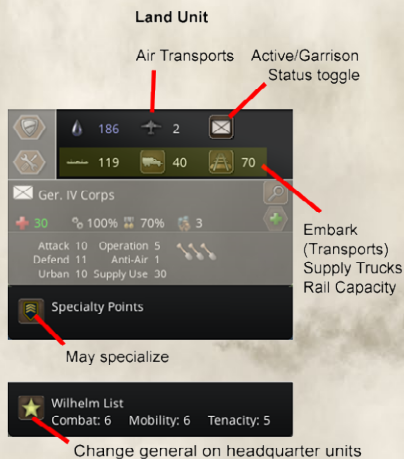 Land Unit
Air Transports
Active/Garrison
Status toggle
186 2
119 40 70
Ger. IV Corps
30 100% 70% 3
Attack 10 Operation 5
Defend 11 Anti-Air 1
Urban 10 Supply Use 30
Embark
(Transports)
Supply Trucks
Rail Capacity
Specialty Points
May specialize
Wilhelm List
Combat: 6 Mobility: 6 Tenacity: 5
Change general on headquarter units